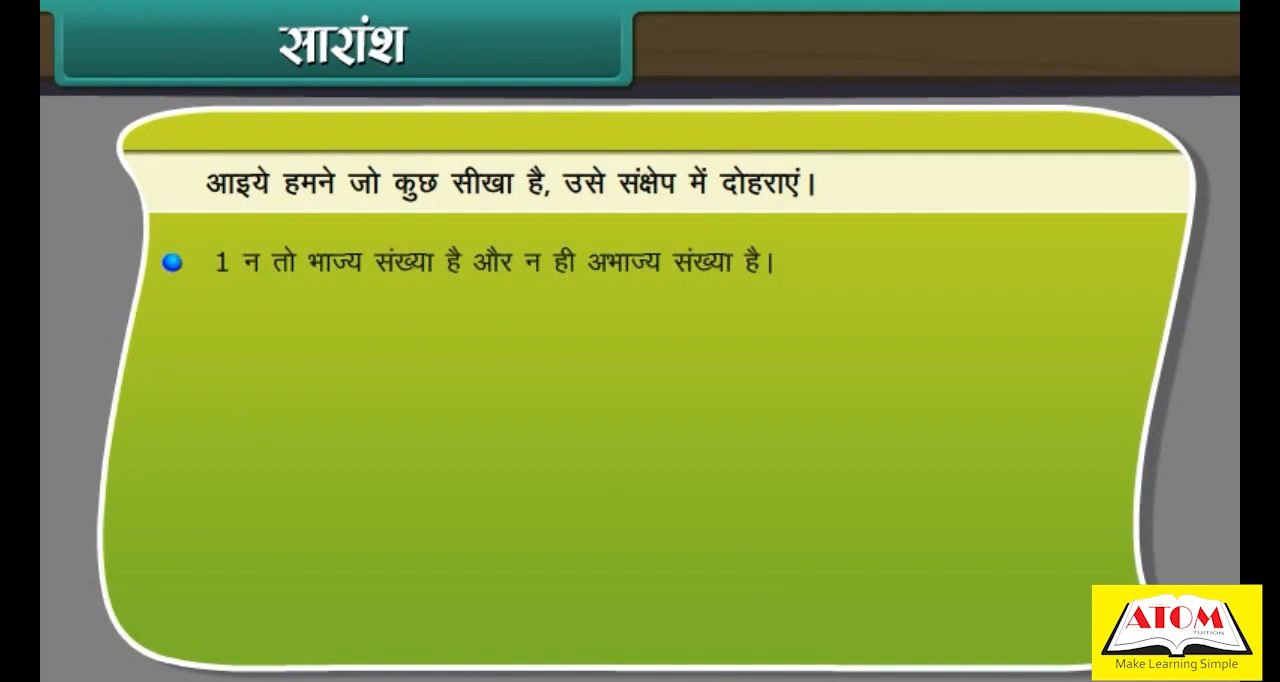 सारांश
आइये हमने जो कुछ सीखा है, उसे संक्षेप में दोहराएं।
1 न तो भाज्य संख्या है और न ही अभाज्य संख्या है।
ATOM
TUITION
Make Learning Simple